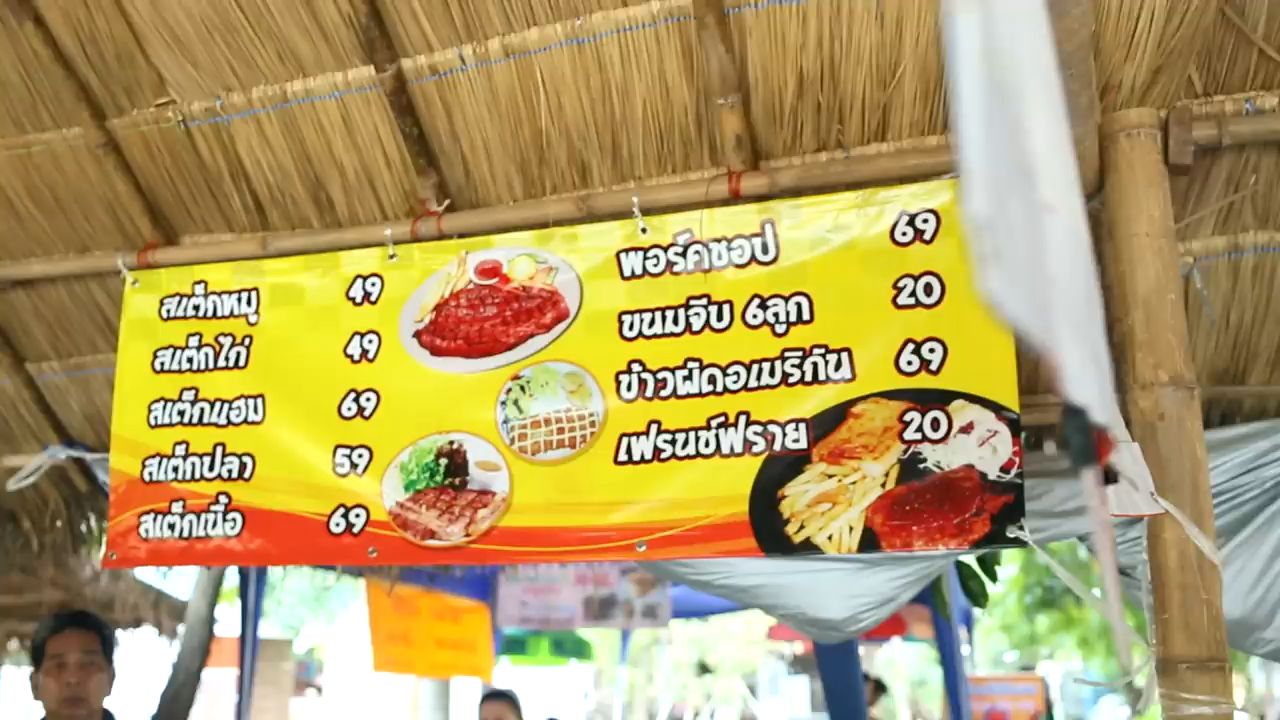 สเต็กหมู 49
สเต็กไก่ 49
สเต็กแฮม 69
สเต็กปลา 59
สเต็กเนื้อ 69
พอร์คชอป 69
ขนมจีบ 6ลูก 20
ข้าวผัดอเมริกัน 69
เฟรนช์ฟราย 20